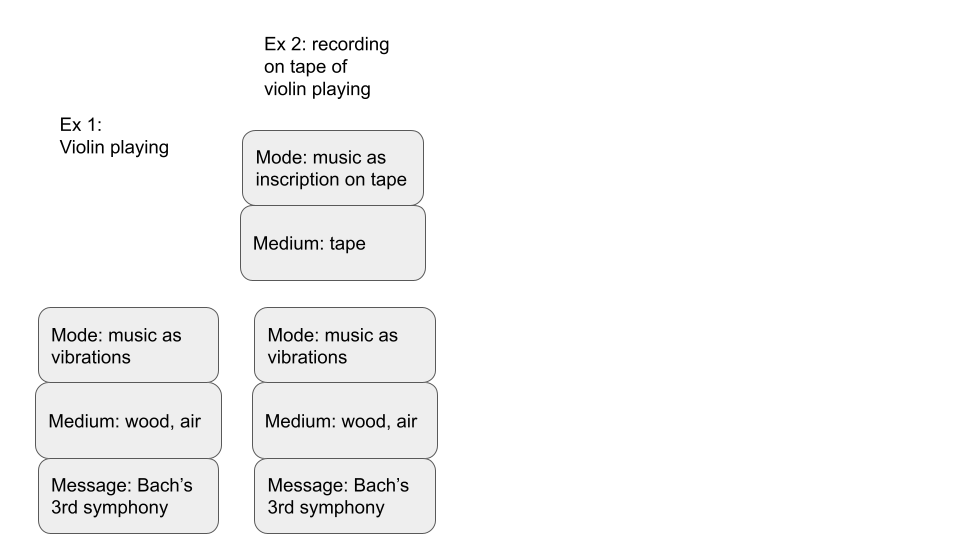 Ex 1:
Violin playing
Mode: music as
vibrations
Medium: wood, air
Message: Bach’s
3rd symphony
Ex 2: recording
on tape of
violin playing
Mode: music as
inscription on tape
Medium: tape
Mode: music as
vibrations
Medium: wood, air
Message: Bach’s
3rd symphony